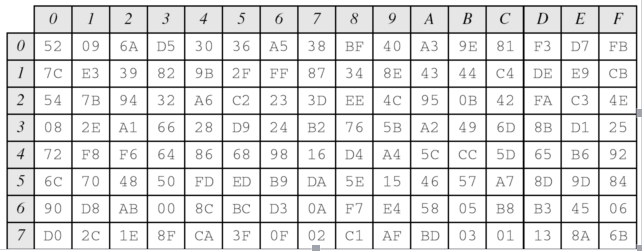 0 1 2 3 4 5 6 7 8 9 A B C D E F
0 52 09 6A D5 30 36 A5 38 BF 40 A3 9E 81 F3 D7 FB
1 7C E3 39 82 9B 2F FF 87 34 8E 43 44 C4 DE E9 CB
2 54 7B 94 32 A6 C2 23 3D EE 4C 95 0B 42 FA C3 4E
3 08 2E A1 66 28 D9 24 B2 76 5B A2 49 6D 8B D1 25
4 72 F8 F6 64 86 68 98 16 D4 A4 5C CC 5D 65 B6 92
5 6C 70 48 50 FD ED B9 DA 5E 15 46 57 A7 8D 9D 84
6 90 D8 AB 00 8C BC D3 0A F7 E4 58 05 B8 B3 45 06
7 D0 2C 1E 8F CA 3F 0F 02 C1 AF BD 03 01 13 8A 6B